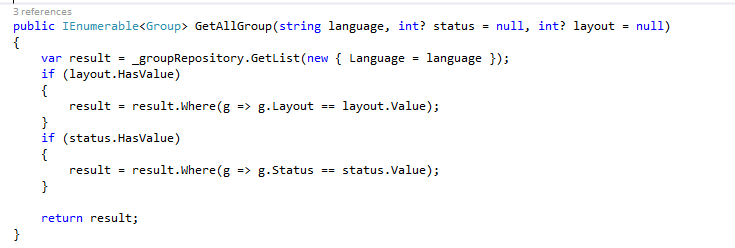 3 references
public IEnumerable<Group> GetAllGroup(string language, int? status = null, int? layout = null)
{
    var result = _groupRepository.GetList(new { Language = language });
    if (layout.HasValue)
    {
        result = result.Where(g => g.Layout == layout.Value);
    }
    if (status.HasValue)
    {
        result = result.Where(g => g.Status == status.Value);
    }

    return result;
}